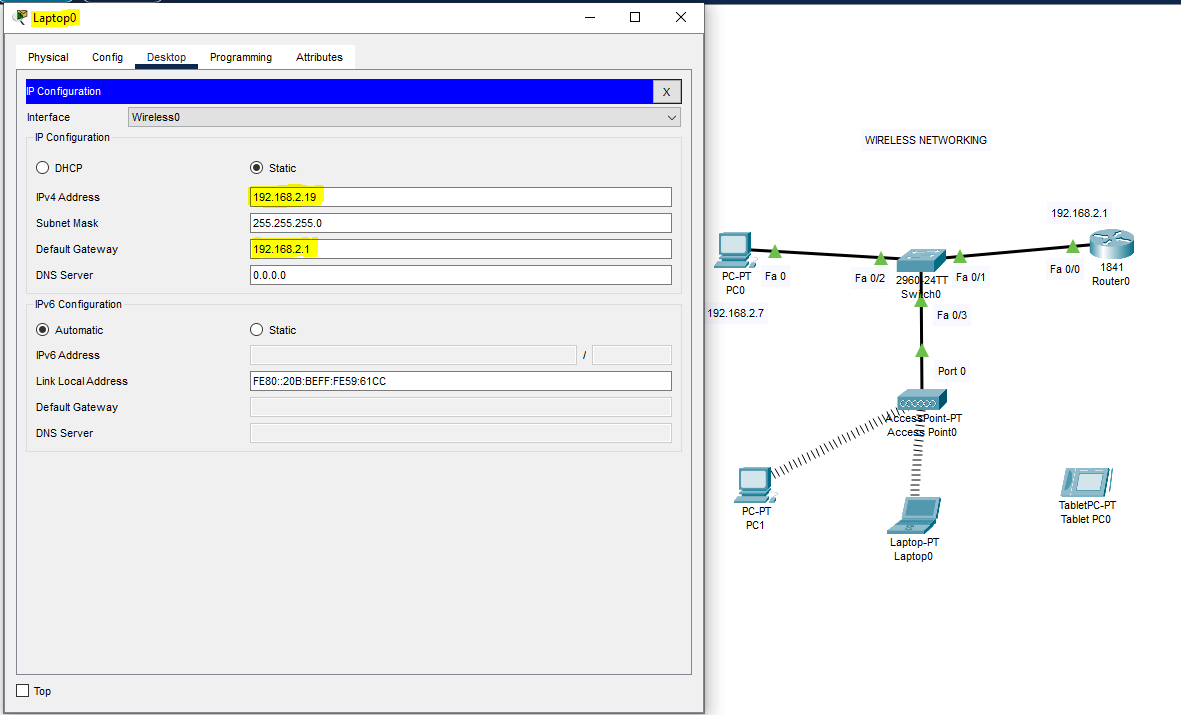 Laptop0
Physical Config Desktop Programming Attributes
IP Configuration X
Interface Wireless0
IP Configuration
DHCP Static
IPv4 Address 192.168.2.19
Subnet Mask 255.255.255.0
Default Gateway 192.168.2.1
DNS Server 0.0.0.0
IPv6 Configuration
Automatic Static
IPv6 Address /
Link Local Address FE80::20B:BEFF:FE59:61CC
Default Gateway
DNS Server
Top
WIRELESS NETWORKING
192.168.2.1
PC-PT
PC0
Fa 0
192.168.2.7
Fa 0/2
2960-24TT
Switch0
Fa 0/1
Fa 0/0
1841
Router0
Fa 0/3
Port 0
AccessPoint-PT
Access Point0
PC-PT
PC1
Laptop-PT
Laptop0
TabletPC-PT
Tablet PC0